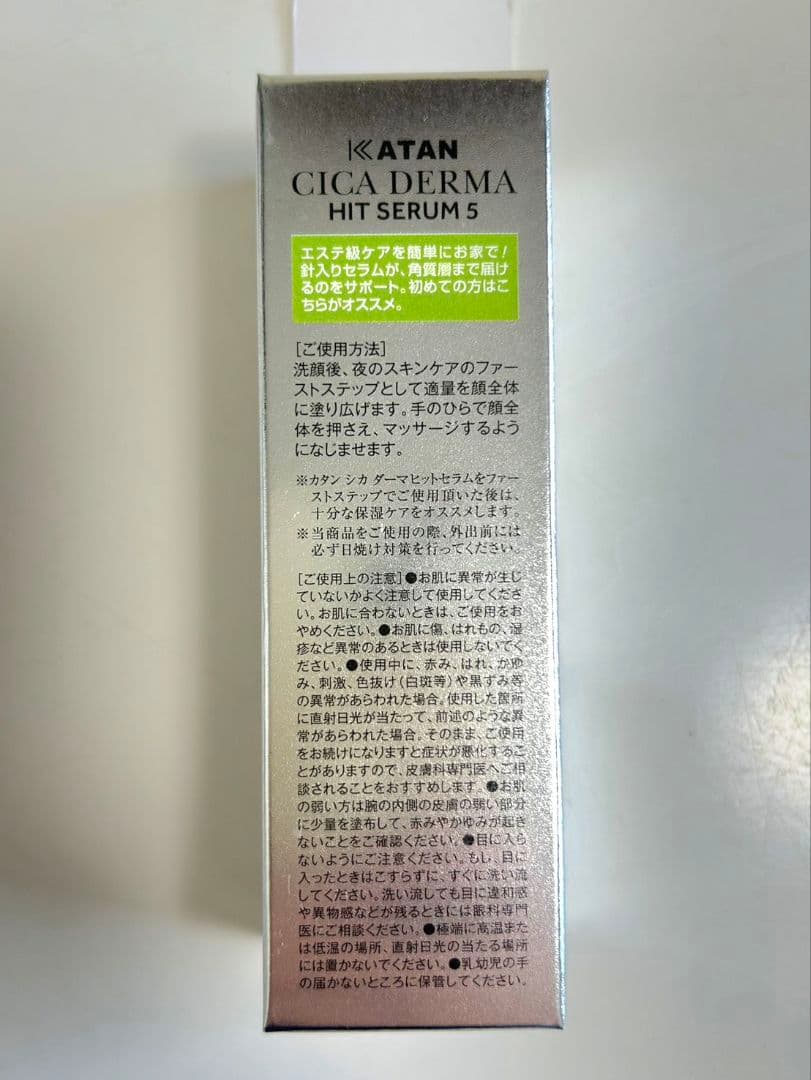 KATAN
CICA DERMA
HIT SERUM 5
エステ級ケアを簡単にお家で!
針入りセラムが、角質層まで届け
るのをサポート。初めての方はこ
ちらがオススメ。
[ご使用方法]
洗顔後、夜のスキンケアのファー
ストステップとして適量を顔全体
に塗り広げます。手のひらで顔全
体を押さえ、マッサージするよう
になじませます。
※カタン シカ ダーマヒットセラムをファー
ストステップでご使用頂いた後は、
十分な保湿ケアをオススメします。
※当商品をご使用の際、外出前には
必ず日焼け対策を行ってください。
[ご使用上の注意]●お肌に異常が生じ
ていないかよく注意して使用してくださ
い。お肌に合わないときは、ご使用をお
やめください。●お肌に傷、はれもの、湿
疹など異常のあるときは使用しないでく
ださい。●使用中に、赤み、はれ、かゆ
み、刺激、色抜け(白斑等)や黒ずみ等
の異常があらわれた場合。使用した箇所
に直射日光が当たって、前述のような異
常があらわれた場合。そのまま、ご使用
をお続けになりますと症状が悪化するこ
とがありますので、皮膚科専門医へご相
談されることをおすすめします。●お肌
の弱い方は腕の内側の皮膚の弱い部分
に少量を塗布して、赤みやかゆみが起き
ないことをご確認ください。●目に入ら
ないようにご注意ください。もし、目に
入ったときはこすらずに、すぐに洗い流
してください。洗い流しても目に違和感
や異物感などが残るときには眼科専門
医にご相談ください。●極端に高温また
は低温の場所、直射日光の当たる場所
には置かないでください。●乳幼児の手
の届かないところに保管してください。